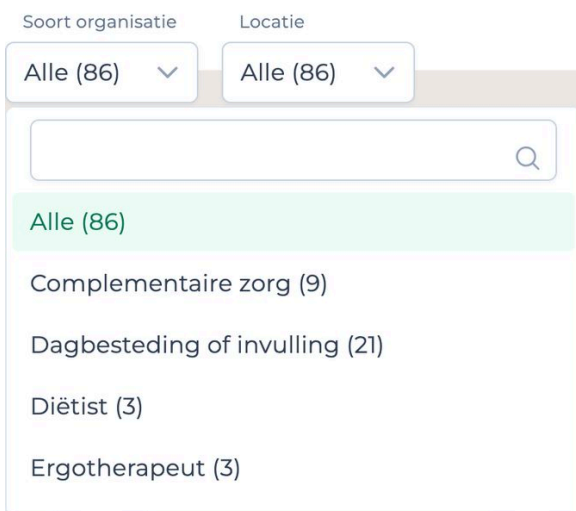 Soort organisatie Locatie
Alle (86) Alle (86)
Alle (86)
Complementaire zorg (9)
Dagbesteding of invulling (21)
Diëtist (3)
Ergotherapeut (3)